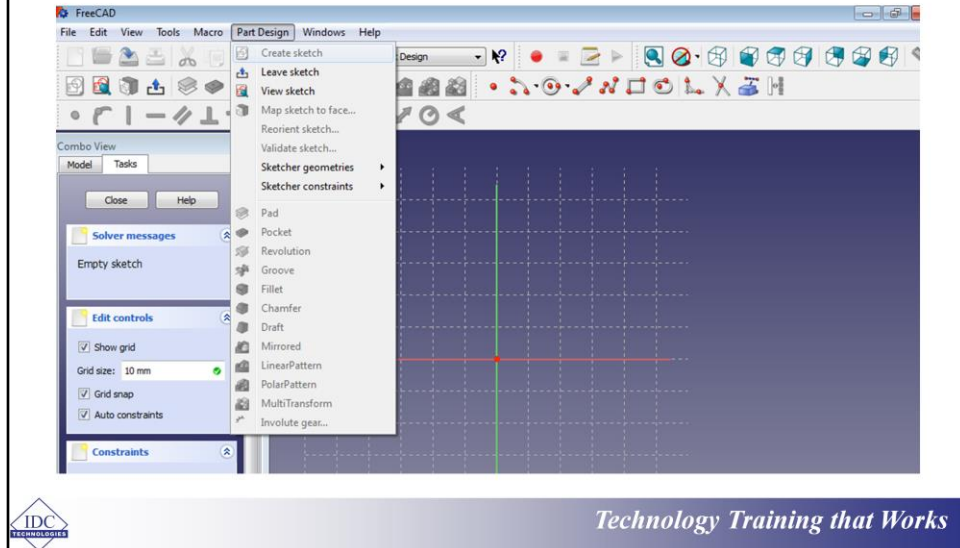 FreeCAD
File Edit View Tools Macro Part Design Windows Help
Create sketch
Design
Leave sketch
View sketch
Map sketch to face...
Reorient sketch...
Validate sketch...
Sketcher geometries
Sketcher constraints
Pad
Pocket
Revolution
Groove
Fillet
Chamfer
Draft
Mirrored
LinearPattern
PolarPattern
MultiTransform
Involute gear...
Combo View
Model Tasks
Close Help
Solver messages
Empty sketch
Edit controls
Show grid
Grid size: 10 mm
Grid snap
Auto constraints
Constraints
IDC
TECHNOLOGIES
Technology Training that Works